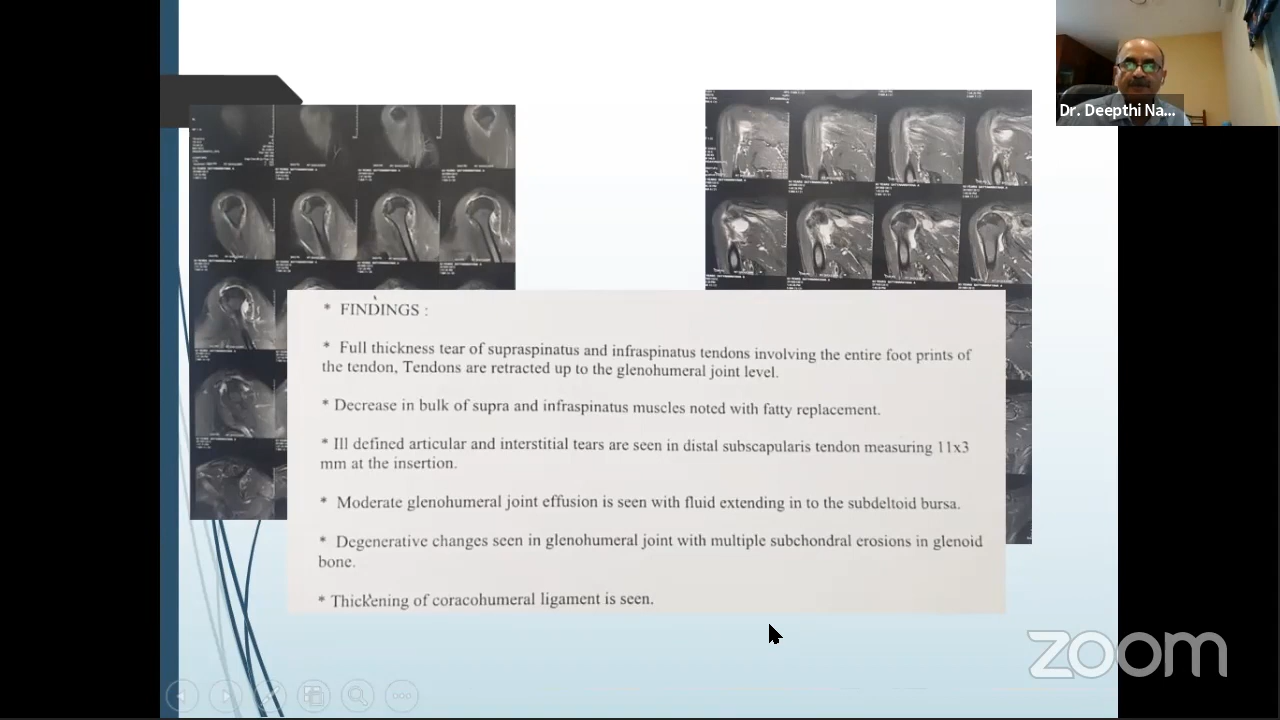 Dr. Deepthi Na...
* FINDINGS :
* Full thickness tear of supraspinatus and infraspinatus tendons involving the entire foot prints of
the tendon, Tendons are retracted up to the glenohumeral joint level.
* Decrease in bulk of supra and infraspinatus muscles noted with fatty replacement.
* Ill defined articular and interstitial tears are seen in distal subscapularis tendon measuring 11x3
mm at the insertion.
* Moderate glenohumeral joint effusion is seen with fluid extending in to the subdeltoid bursa.
* Degenerative changes seen in glenohumeral joint with multiple subchondral erosions in glenoid
bone.
* Thickening of coracohumeral ligament is seen.
zoom